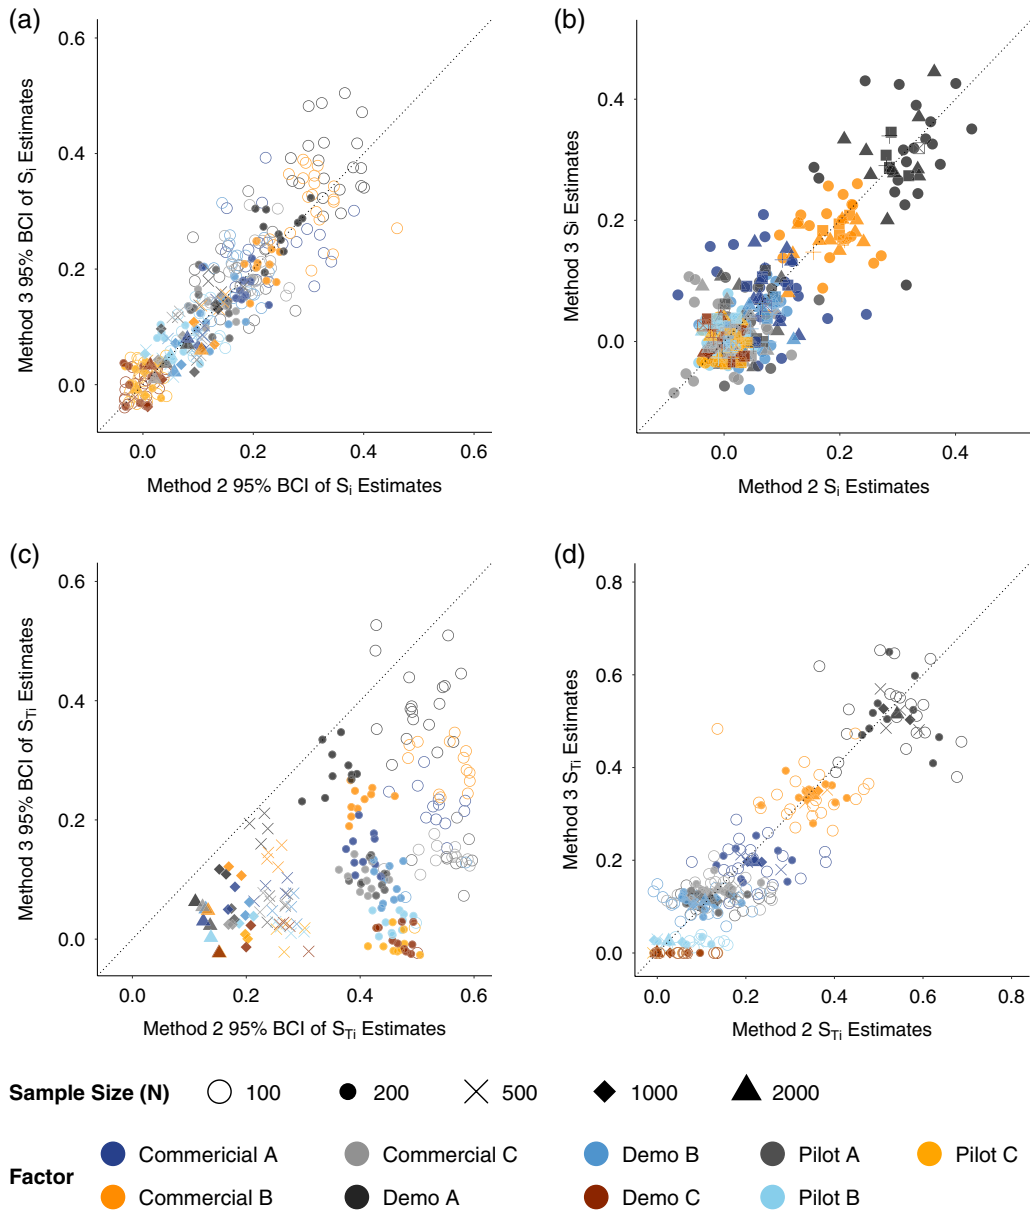 (a)
(b)
0.6
0.4
0.2
0.0
0.0
0.2
0.4
0.6
Method 3 95% BCI of Si Estimates
Method 2 95% BCI of Si Estimates
0.4
0.2
0.0
0.0
0.2
0.4
Method 3 Si Estimates
Method 2 Si Estimates
(c)
(d)
0.6
0.4
0.2
0.0
0.0
0.2
0.4
0.6
Method 3 95% BCI of STi Estimates
Method 2 95% BCI of STi Estimates
0.8
0.6
0.4
0.2
0.0
0.0
0.2
0.4
0.6
0.8
Method 3 STi Estimates
Method 2 STi Estimates
Sample Size (N) 100 200 500 1000 2000
Factor
Commericial A
Commercial C
Demo B
Pilot A
Pilot C
Commercial B
Demo A
Demo C
Pilot B